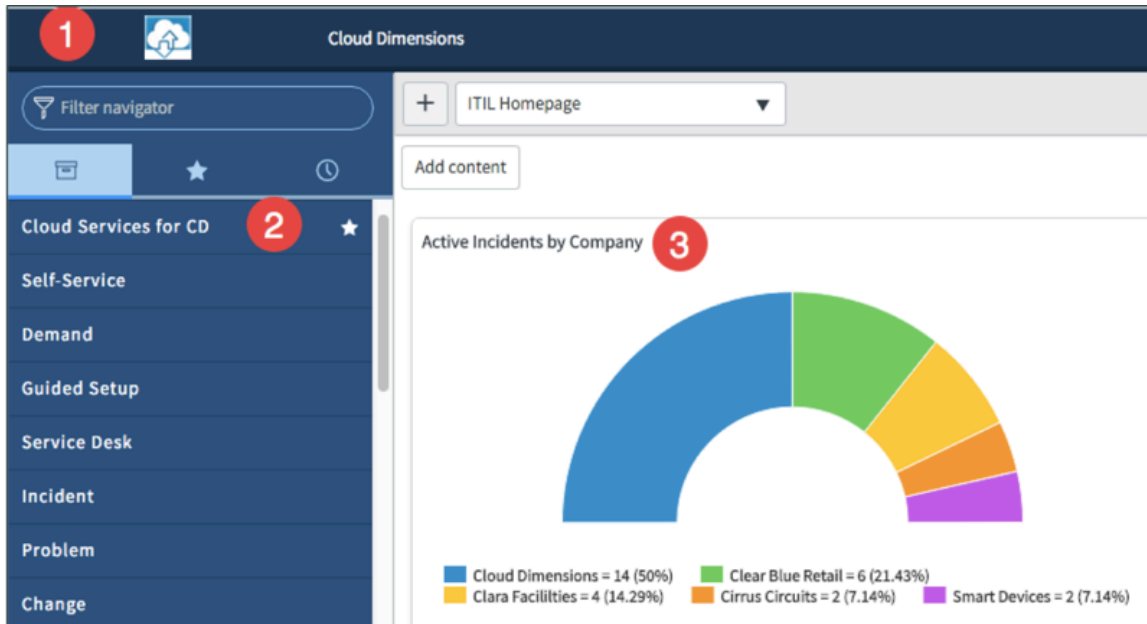 1
Cloud Dimensions
Filter navigator
+ ITIL Homepage
Add content
Cloud Services for CD 2
Self-Service
Demand
Guided Setup
Service Desk
Incident
Problem
Change
Active Incidents by Company 3
Cloud Dimensions = 14 (50%) Clear Blue Retail = 6 (21.43%)
Clara Facililties = 4 (14.29%) Cirrus Circuits = 2 (7.14%) Smart Devices = 2 (7.14%)